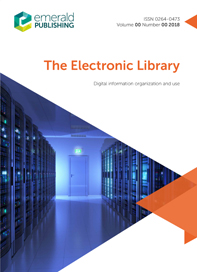 emerald
PUBLISHING
ISSN 0264-0473
Volume 00 Number 00 2018
The Electronic Library
Digital information: organization and use